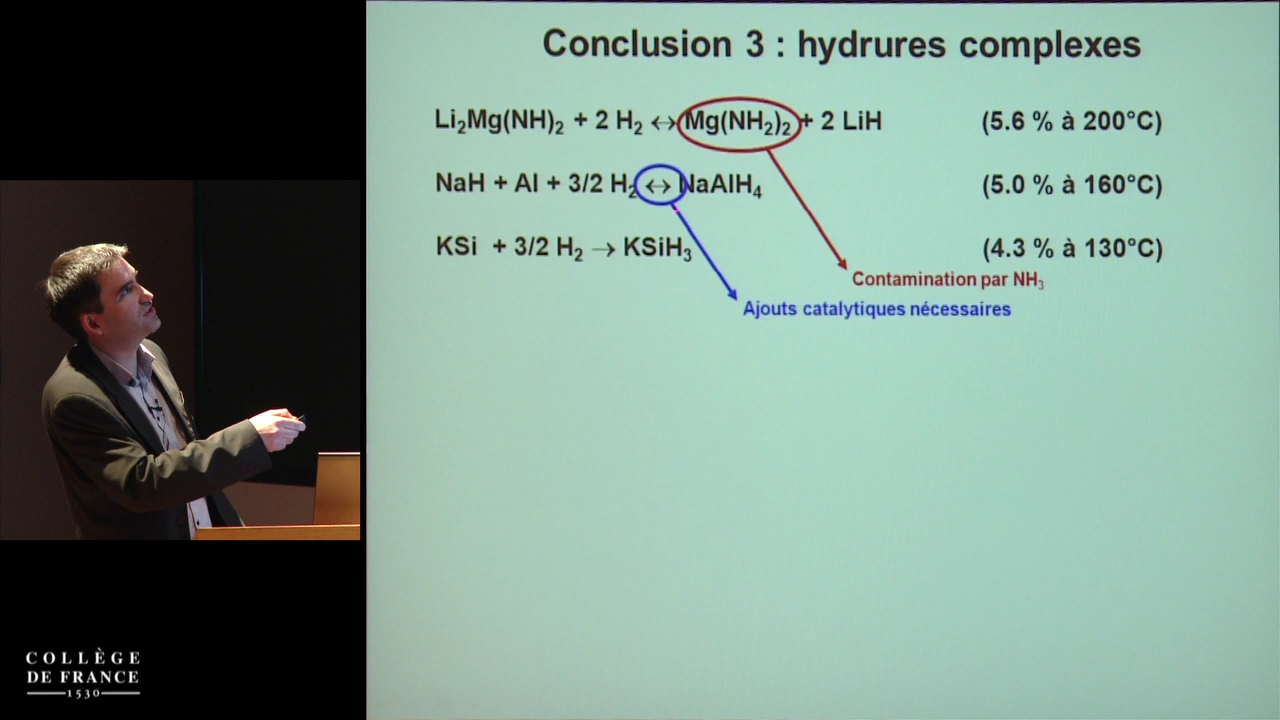 Conclusion 3 : hydrures complexes
Li₂Mg(NH)₂ + 2 H₂ ↔ Mg(NH₂)₂ + 2 LiH (5.6 % à 200°C)
NaH + Al + 3/2 H₂ ↔ NaAlH₄ (5.0 % à 160°C)
KSi + 3/2 H₂ → KSiH₃ (4.3 % à 130°C)
Contamination par NH₃
Ajouts catalytiques nécessaires
COLLÈGE
DE FRANCE
1530